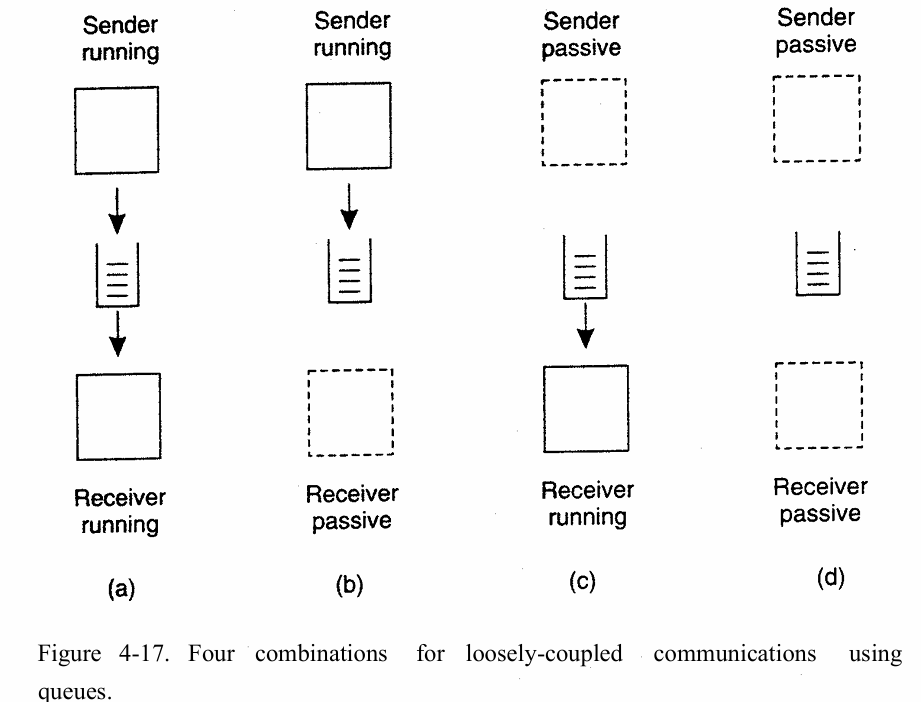 Sender
running
Sender
running
Sender
passive
Sender
passive
Receiver
running
Receiver
passive
Receiver
running
Receiver
passive
(a)
(b)
(c)
(d)
Figure 4-17. Four combinations for loosely-coupled communications using
queues.